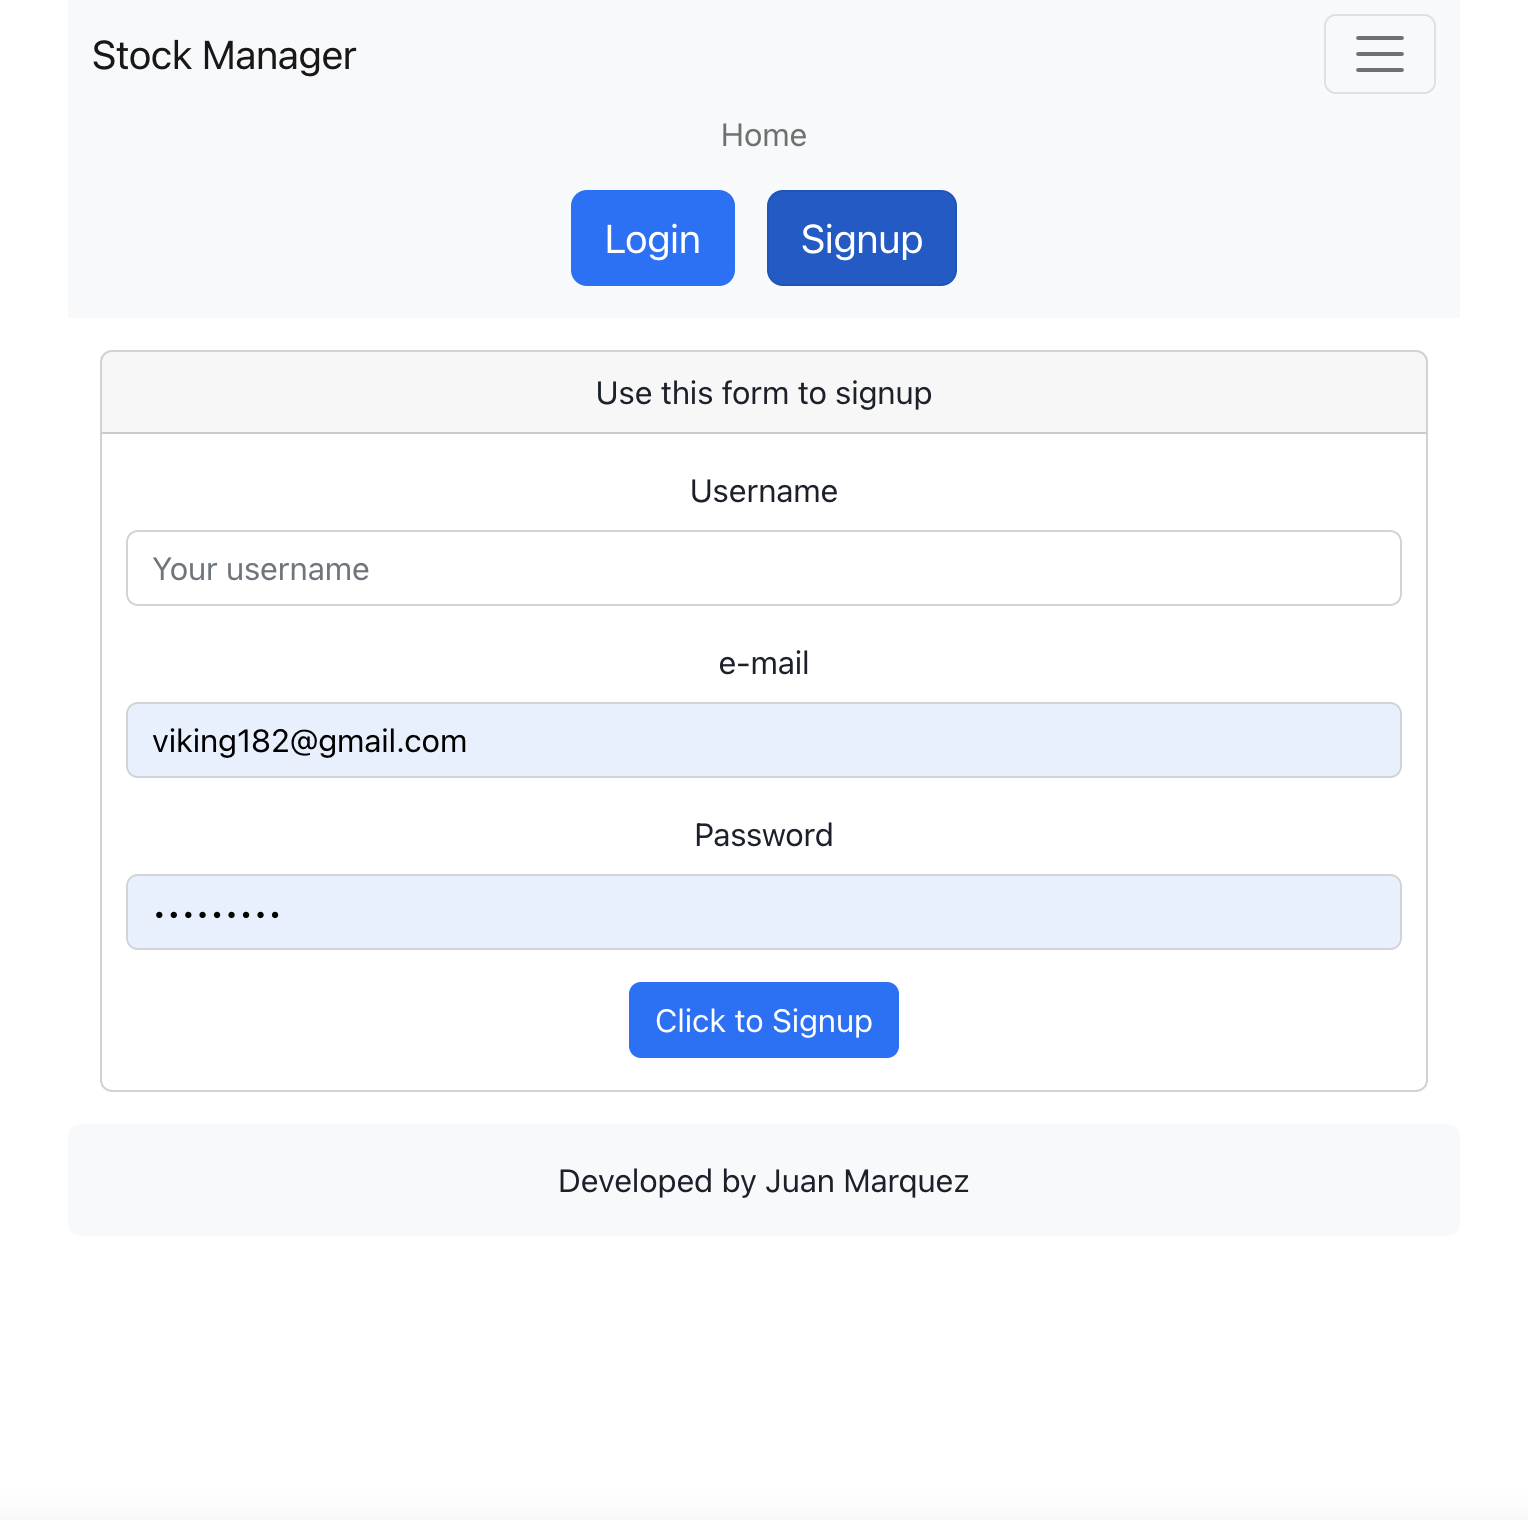 Stock Manager
Home
Login Signup
Use this form to signup
Username
Your username
e-mail
viking182@gmail.com
Password
•••••••••
Click to Signup
Developed by Juan Marquez